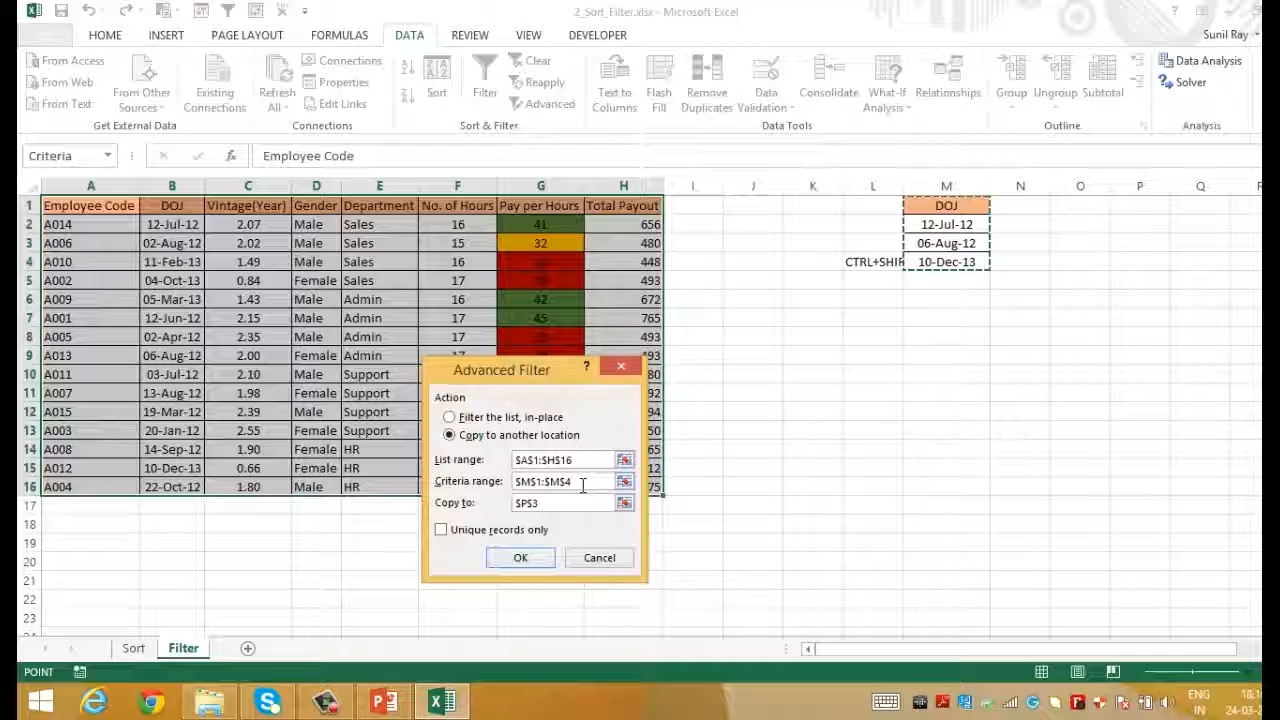 2_Sort_Filter.xlsx - Microsoft Excel
HOME INSERT PAGE LAYOUT FORMULAS DATA REVIEW VIEW DEVELOPER
Sunil Ray
From Access
From Web
From Text
From Other Sources
Existing Connections
Get External Data
Refresh All
Connections
Properties
Edit Links
Connections
Sort
Filter
Clear
Reapply
Advanced
Sort & Filter
Text to Columns
Flash Fill
Remove Duplicates
Data Validation
Consolidate
What-If Analysis
Relationships
Data Tools
Group
Ungroup
Subtotal
Outline
Data Analysis
Solver
Analysis
Criteria
fx
Employee Code
A B C D E F G H I J K L M N O P Q R
1 Employee Code DOJ Vintage(Year) Gender Department No. of Hours Pay per Hours Total Payout DOJ
2 A014 12-Jul-12 2.07 Male Sales 16 41 656 12-Jul-12
3 A006 02-Aug-12 2.02 Male Sales 15 32 480 06-Aug-12
4 A010 11-Feb-13 1.49 Male Sales 16 448 CTRL+SHIF 10-Dec-13
5 A002 04-Oct-13 0.84 Female Sales 17 493
6 A009 05-Mar-13 1.43 Male Admin 16 42 672
7 A001 12-Jun-12 2.15 Male Admin 17 45 765
8 A005 02-Apr-12 2.35 Male Admin 17 493
9 A013 06-Aug-12 2.00 Female Admin 17 493
10 A011 03-Jul-12 2.10 Male Support 80
11 A007 13-Aug-12 1.98 Female Support 92
12 A015 19-Mar-12 2.39 Male Support 94
13 A003 20-Jan-12 2.55 Female Support 50
14 A008 14-Sep-12 1.90 Female HR 65
15 A012 10-Dec-13 0.66 Female HR 12
16 A004 22-Oct-12 1.80 Male HR 75
17
18
19
20
21
22
23
Advanced Filter
?
Action
Filter the list, in-place
Copy to another location
List range: $A$1:$H$16
Criteria range: $M$1:$M$4
Copy to: $P$3
Unique records only
OK Cancel
Sort Filter
POINT
ENG
IN
18:1
24-03-2